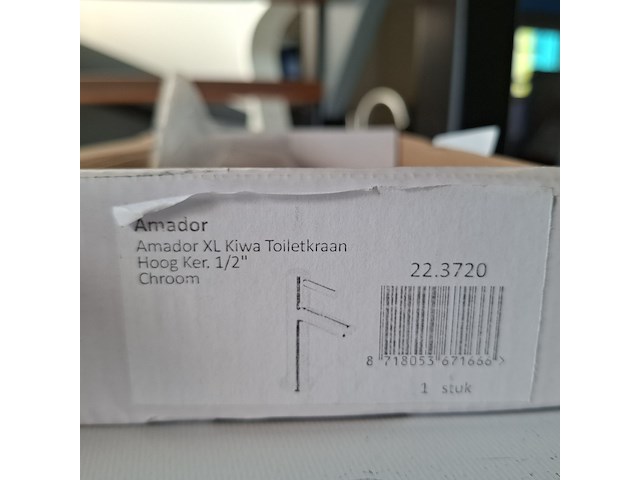 Amador
Amador XL Kiwa Toiletkraan
Hoog Ker. 1/2"
Chroom
22.3720
8 718053 671666 >
1 stuk